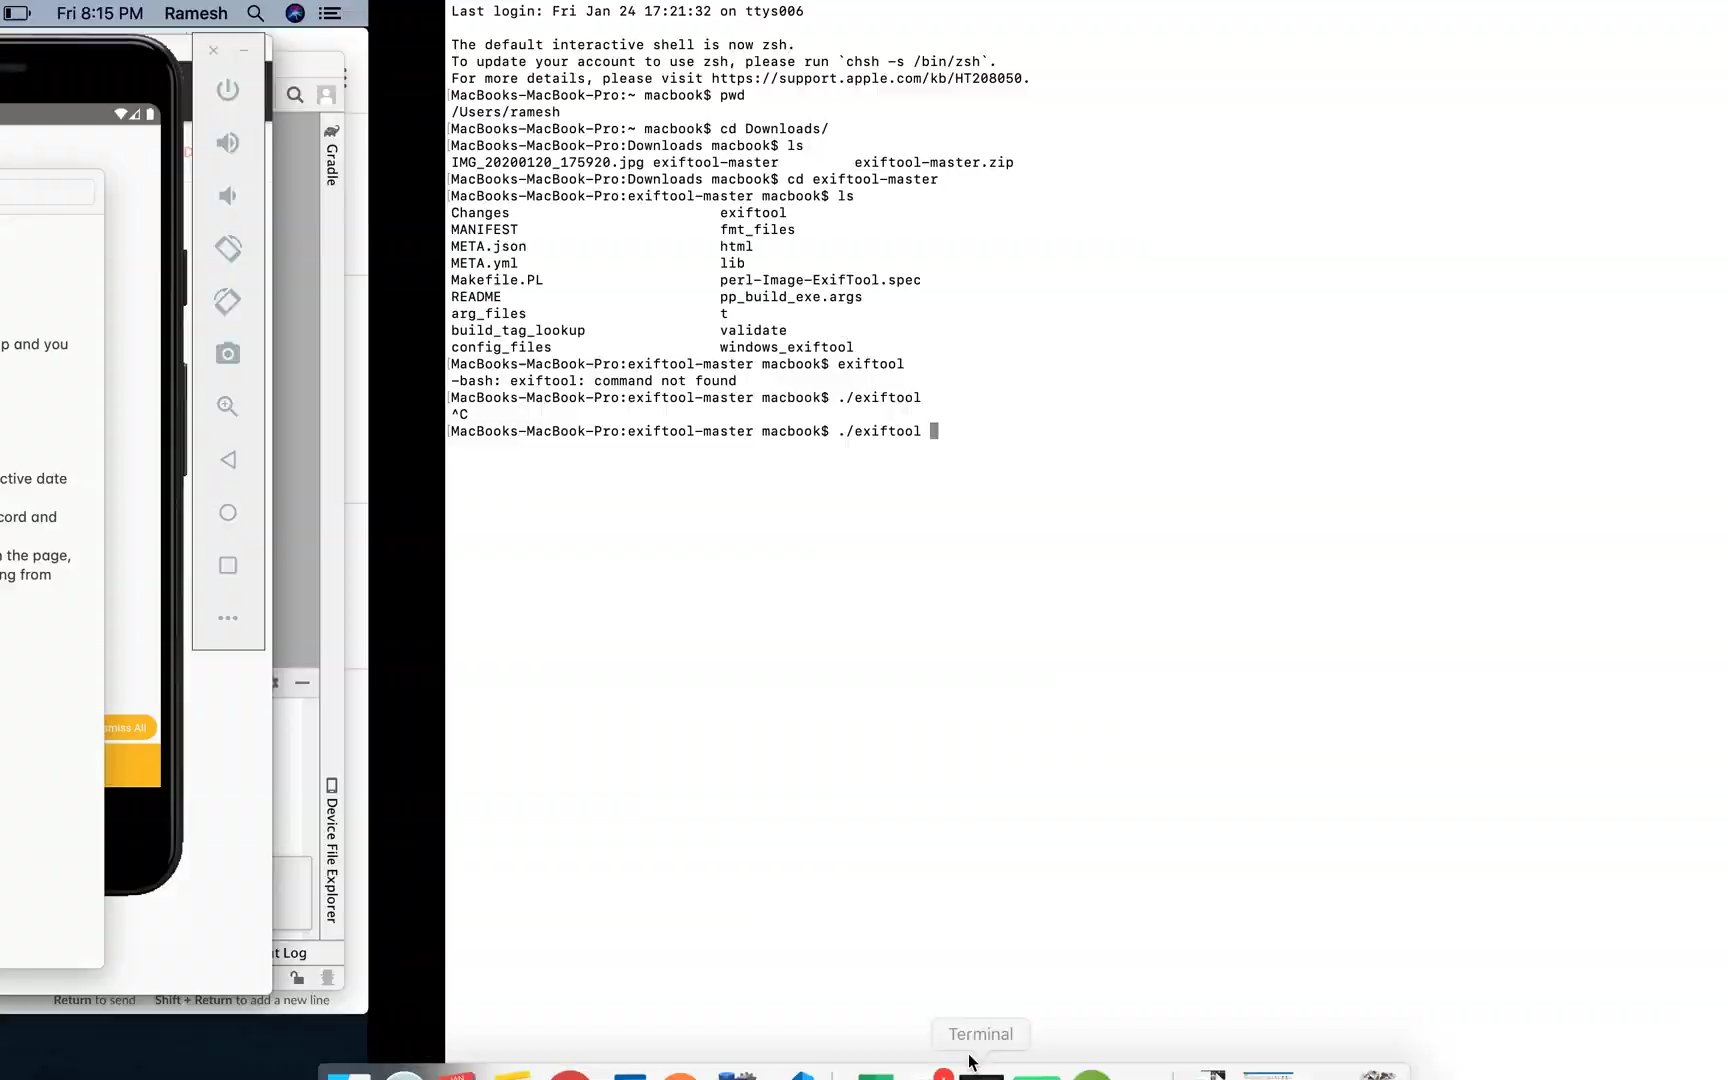 Fri 8:15 PM Ramesh
Gradle
p and you
ctive date
cord and
n the page,
ng from
smiss All
Device File Explorer
t Log
Return to send Shift + Return to add a new line
Last login: Fri Jan 24 17:21:32 on ttys006
The default interactive shell is now zsh.
To update your account to use zsh, please run `chsh -s /bin/zsh`.
For more details, please visit https://support.apple.com/kb/HT208050.
[MacBooks-MacBook-Pro:~ macbook$ pwd
/Users/ramesh
[MacBooks-MacBook-Pro:~ macbook$ cd Downloads/
[MacBooks-MacBook-Pro:Downloads macbook$ ls
IMG_20200120_175920.jpg exiftool-master exiftool-master.zip
[MacBooks-MacBook-Pro:Downloads macbook$ cd exiftool-master
[MacBooks-MacBook-Pro:exiftool-master macbook$ ls
Changes exiftool
MANIFEST fmt_files
META.json html
META.yml lib
Makefile.PL perl-Image-ExifTool.spec
README pp_build_exe.args
arg_files t
build_tag_lookup validate
config_files windows_exiftool
[MacBooks-MacBook-Pro:exiftool-master macbook$ exiftool
-bash: exiftool: command not found
[MacBooks-MacBook-Pro:exiftool-master macbook$ ./exiftool
^C
[MacBooks-MacBook-Pro:exiftool-master macbook$ ./exiftool
Terminal